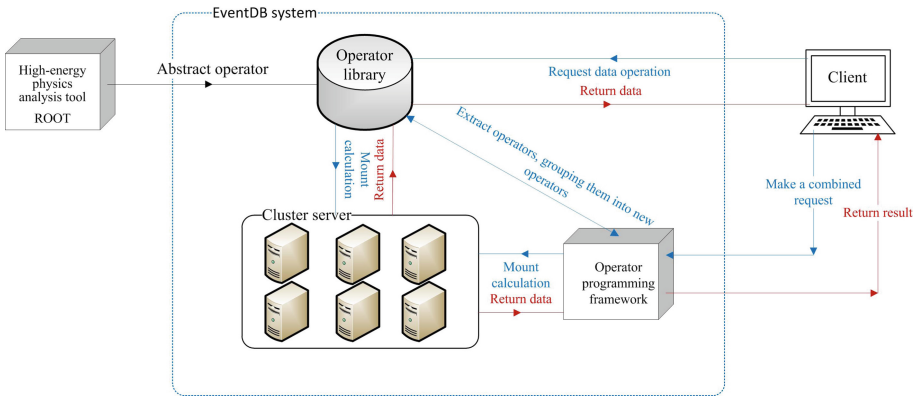 EventDB system
High-energy
physics
analysis tool
ROOT
Abstract operator
Operator
library
Request data operation
Return data
Client
Mount
calculation
Return data
Extract operators, grouping them into new
operators
Make a combined
request
Return result
Cluster server
Mount
calculation
Return data
Operator
programming
framework